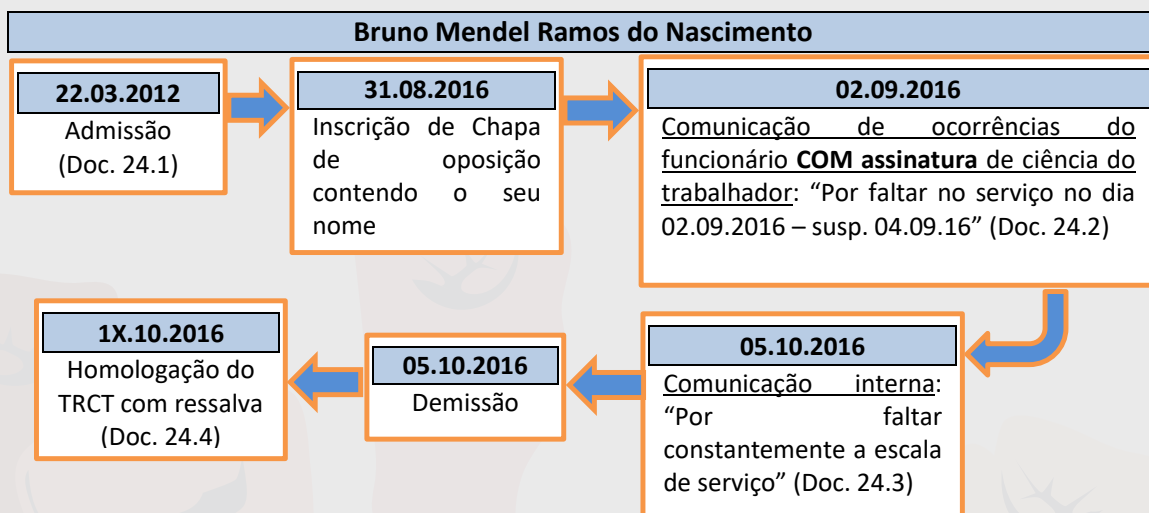 Bruno Mendel Ramos do Nascimento
22.03.2012
Admissão
(Doc. 24.1)
31.08.2016
Inscrição de Chapa
de oposição
contendo o seu
nome
02.09.2016
Comunicação de ocorrências do
funcionário COM assinatura de ciência do
trabalhador: “Por faltar no serviço no dia
02.09.2016 – susp. 04.09.16” (Doc. 24.2)
05.10.2016
Comunicação interna:
“Por faltar
constantemente a escala
de serviço” (Doc. 24.3)
05.10.2016
Demissão
1X.10.2016
Homologação do
TRCT com ressalva
(Doc. 24.4)